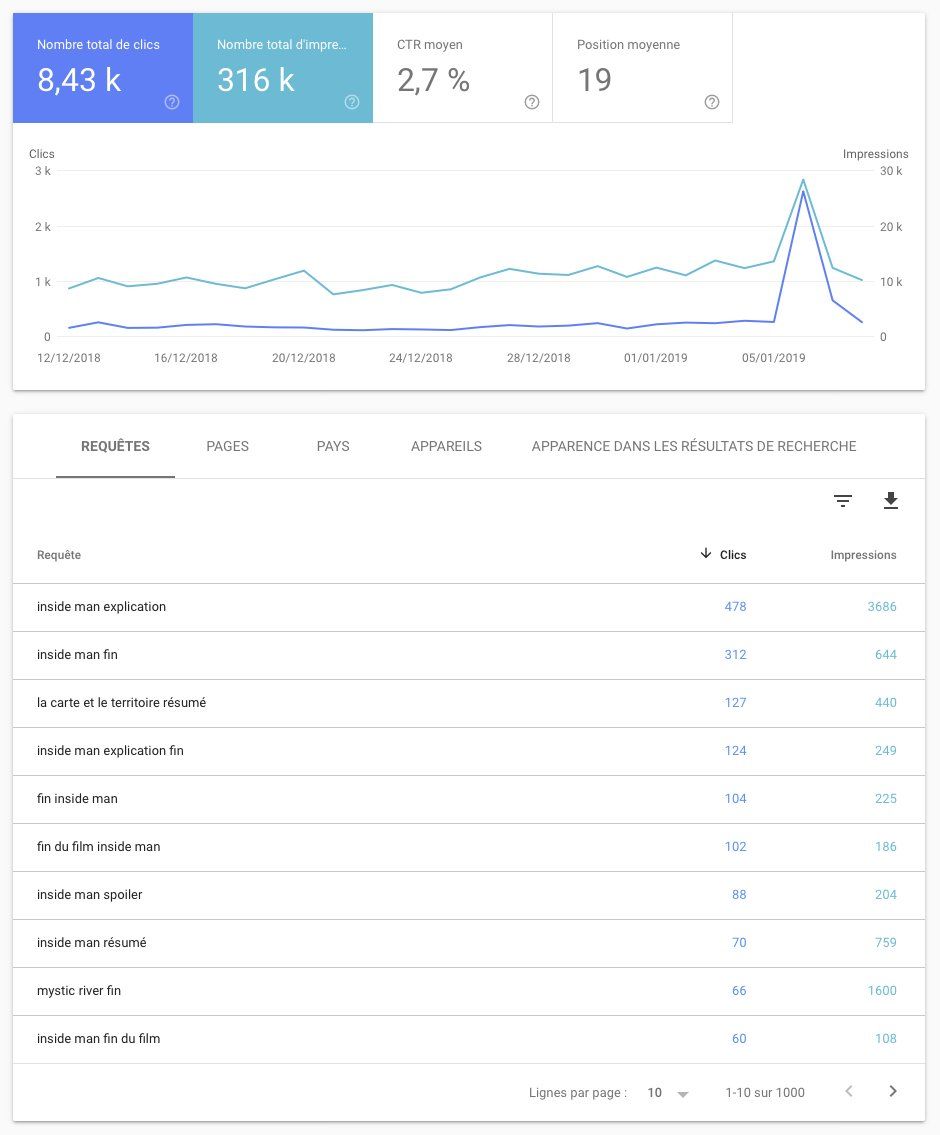 Nombre total de clics
8,43 k
Nombre total d'impre...
316 k
CTR moyen
2,7 %
Position moyenne
19
Clics
Impressions
3 k
30 k
2 k
20 k
1 k
10 k
0
0
12/12/2018 16/12/2018 20/12/2018 24/12/2018 28/12/2018 01/01/2019 05/01/2019
REQUÊTES PAGES PAYS APPAREILS APPARENCE DANS LES RÉSULTATS DE RECHERCHE
Requête Clics Impressions
inside man explication 478 3686
inside man fin 312 644
la carte et le territoire résumé 127 440
inside man explication fin 124 249
fin inside man 104 225
fin du film inside man 102 186
inside man spoiler 88 204
inside man résumé 70 759
mystic river fin 66 1600
inside man fin du film 60 108
Lignes par page : 10 1-10 sur 1000